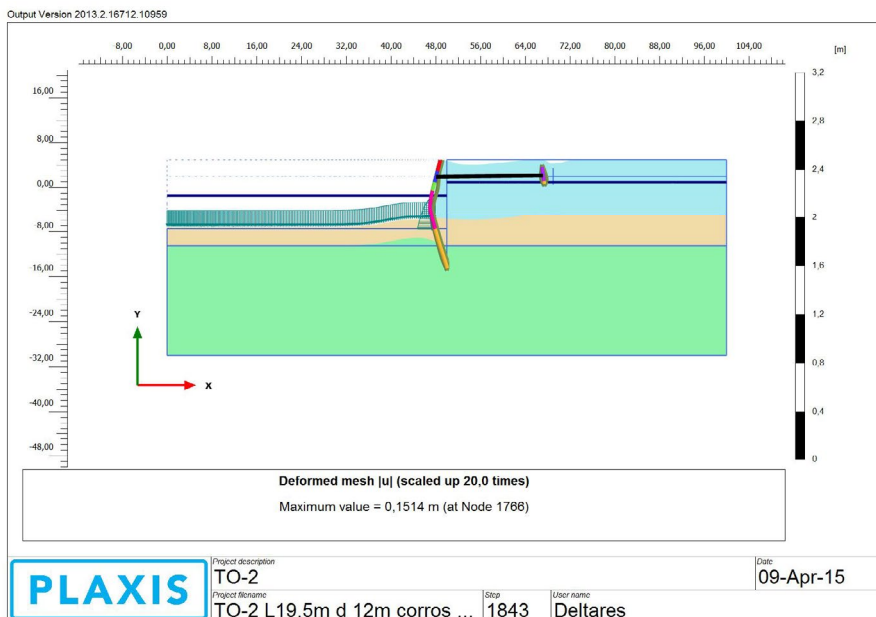 Output Version 2013.2.16712.10959
8,00 0,00 8,00 16,00 24,00 32,00 40,00 48,00 56,00 64,00 72,00 80,00 88,00 96,00 104,00
[m]
16,00
8,00
0,00
8,00
-16,00
-24,00
-32,00
-40,00
-48,00
3,2
2,8
2,4
2
1,6
1,2
0,8
0,4
0
Y
X
Deformed mesh |u| (scaled up 20,0 times)
Maximum value = 0,1514 m (at Node 1766)
PLAXIS
Project description
TO-2
Date
09-Apr-15
Project filename
TO-2 L19.5m d 12m corros ...
Step
1843
User name
Deltares